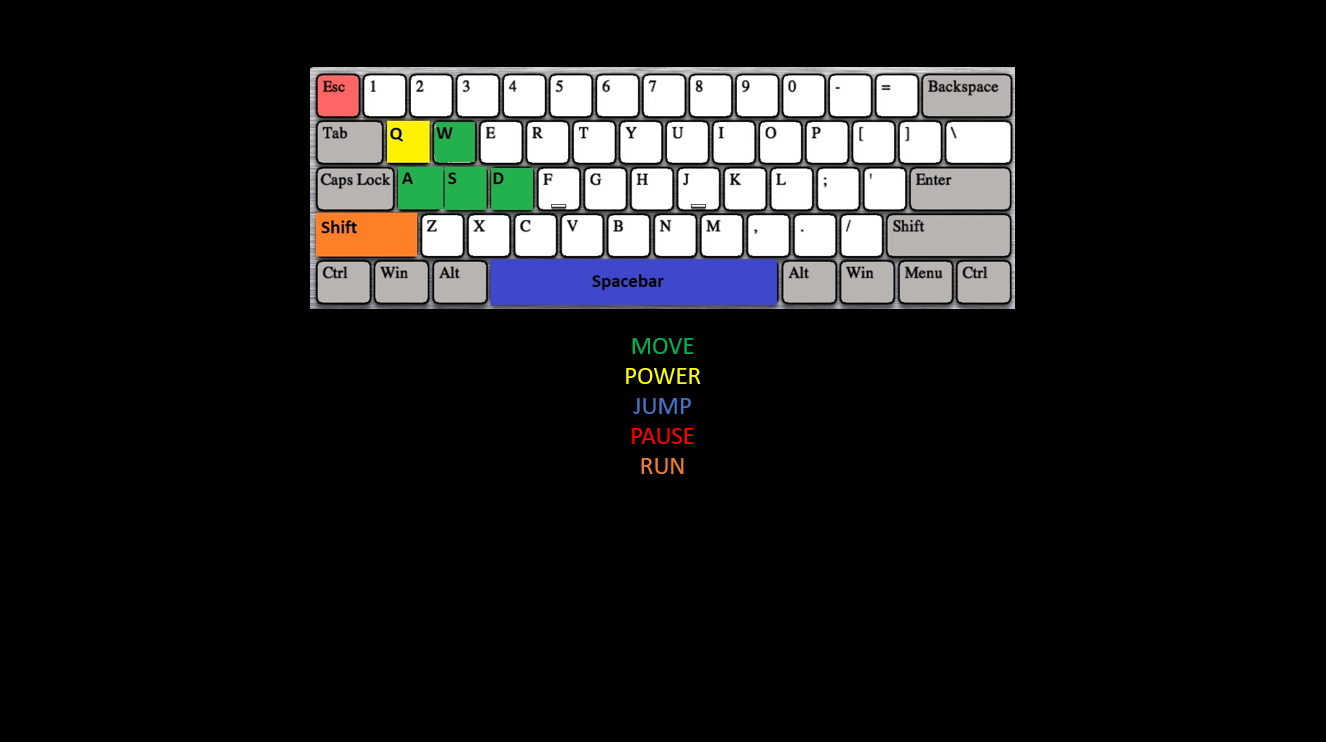 Esc 1 2 3 4 5 6 7 8 9 0 - = Backspace
Tab Q W E R T Y U I O P [ ] \
Caps Lock A S D F G H J K L ; ' Enter
Shift Z X C V B N M , . / Shift
Ctrl Win Alt Spacebar Alt Win Menu Ctrl
MOVE
POWER
JUMP
PAUSE
RUN